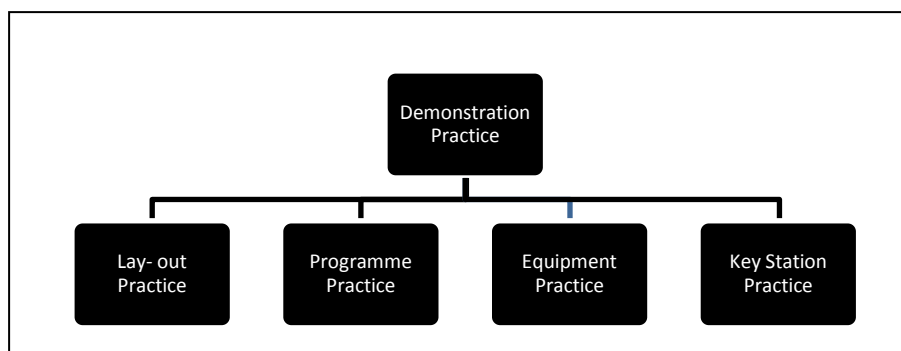 Demonstration
Practice
Lay- out
Practice
Programme
Practice
Equipment
Practice
Key Station
Practice